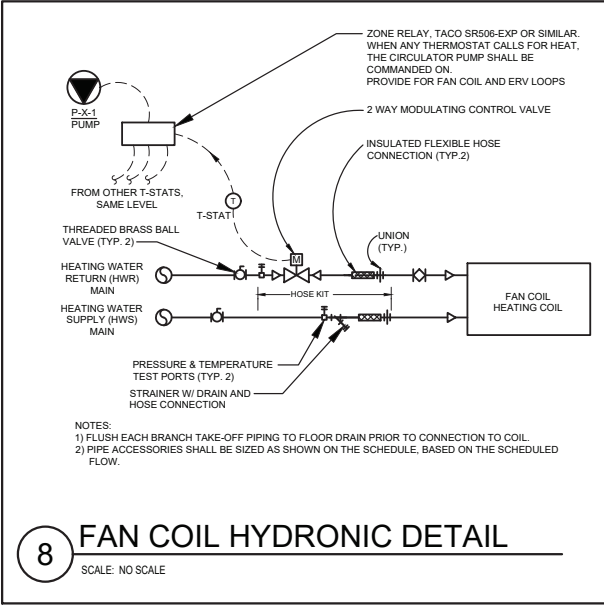 ZONE RELAY, TACO SR506-EXP OR SIMILAR.
WHEN ANY THERMOSTAT CALLS FOR HEAT,
THE CIRCULATOR PUMP SHALL BE
COMMANDED ON.
PROVIDE FOR FAN COIL AND ERV LOOPS
P-X-1
PUMP
2 WAY MODULATING CONTROL VALVE
INSULATED FLEXIBLE HOSE
CONNECTION (TYP.2)
FROM OTHER T-STATS,
SAME LEVEL
T
T-STAT
THREADED BRASS BALL
VALVE (TYP. 2)
UNION
(TYP.)
M
HEATING WATER
RETURN (HWR)
MAIN
HOSE KIT
FAN COIL
HEATING COIL
HEATING WATER
SUPPLY (HWS)
MAIN
PRESSURE & TEMPERATURE
TEST PORTS (TYP. 2)
STRAINER W/ DRAIN AND
HOSE CONNECTION
NOTES:
1) FLUSH EACH BRANCH TAKE-OFF PIPING TO FLOOR DRAIN PRIOR TO CONNECTION TO COIL.
2) PIPE ACCESSORIES SHALL BE SIZED AS SHOWN ON THE SCHEDULE, BASED ON THE SCHEDULED
FLOW.
8
FAN COIL HYDRONIC DETAIL
SCALE: NO SCALE